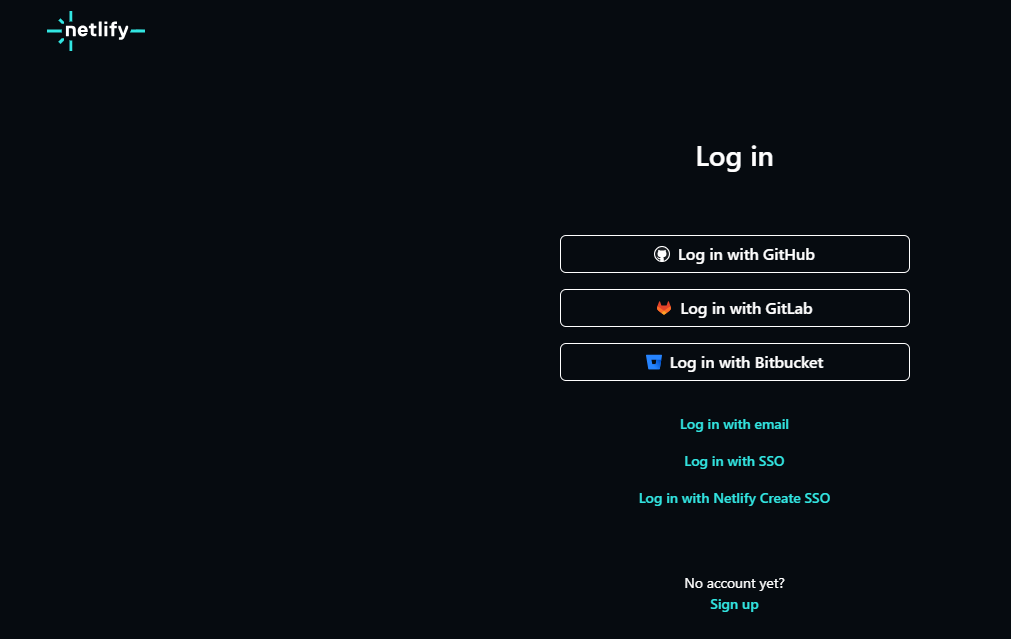 netlify
Log in
Log in with GitHub
Log in with GitLab
Log in with Bitbucket
Log in with email
Log in with SSO
Log in with Netlify Create SSO
No account yet?
Sign up